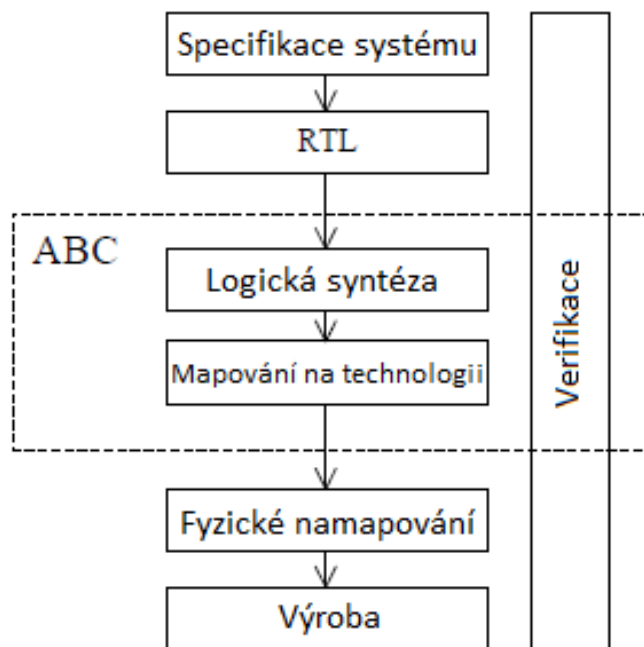 Specifikace systému
RTL
ABC
Logická syntéza
Mapování na technologii
Verifikace
Fyzické namapování
Výroba